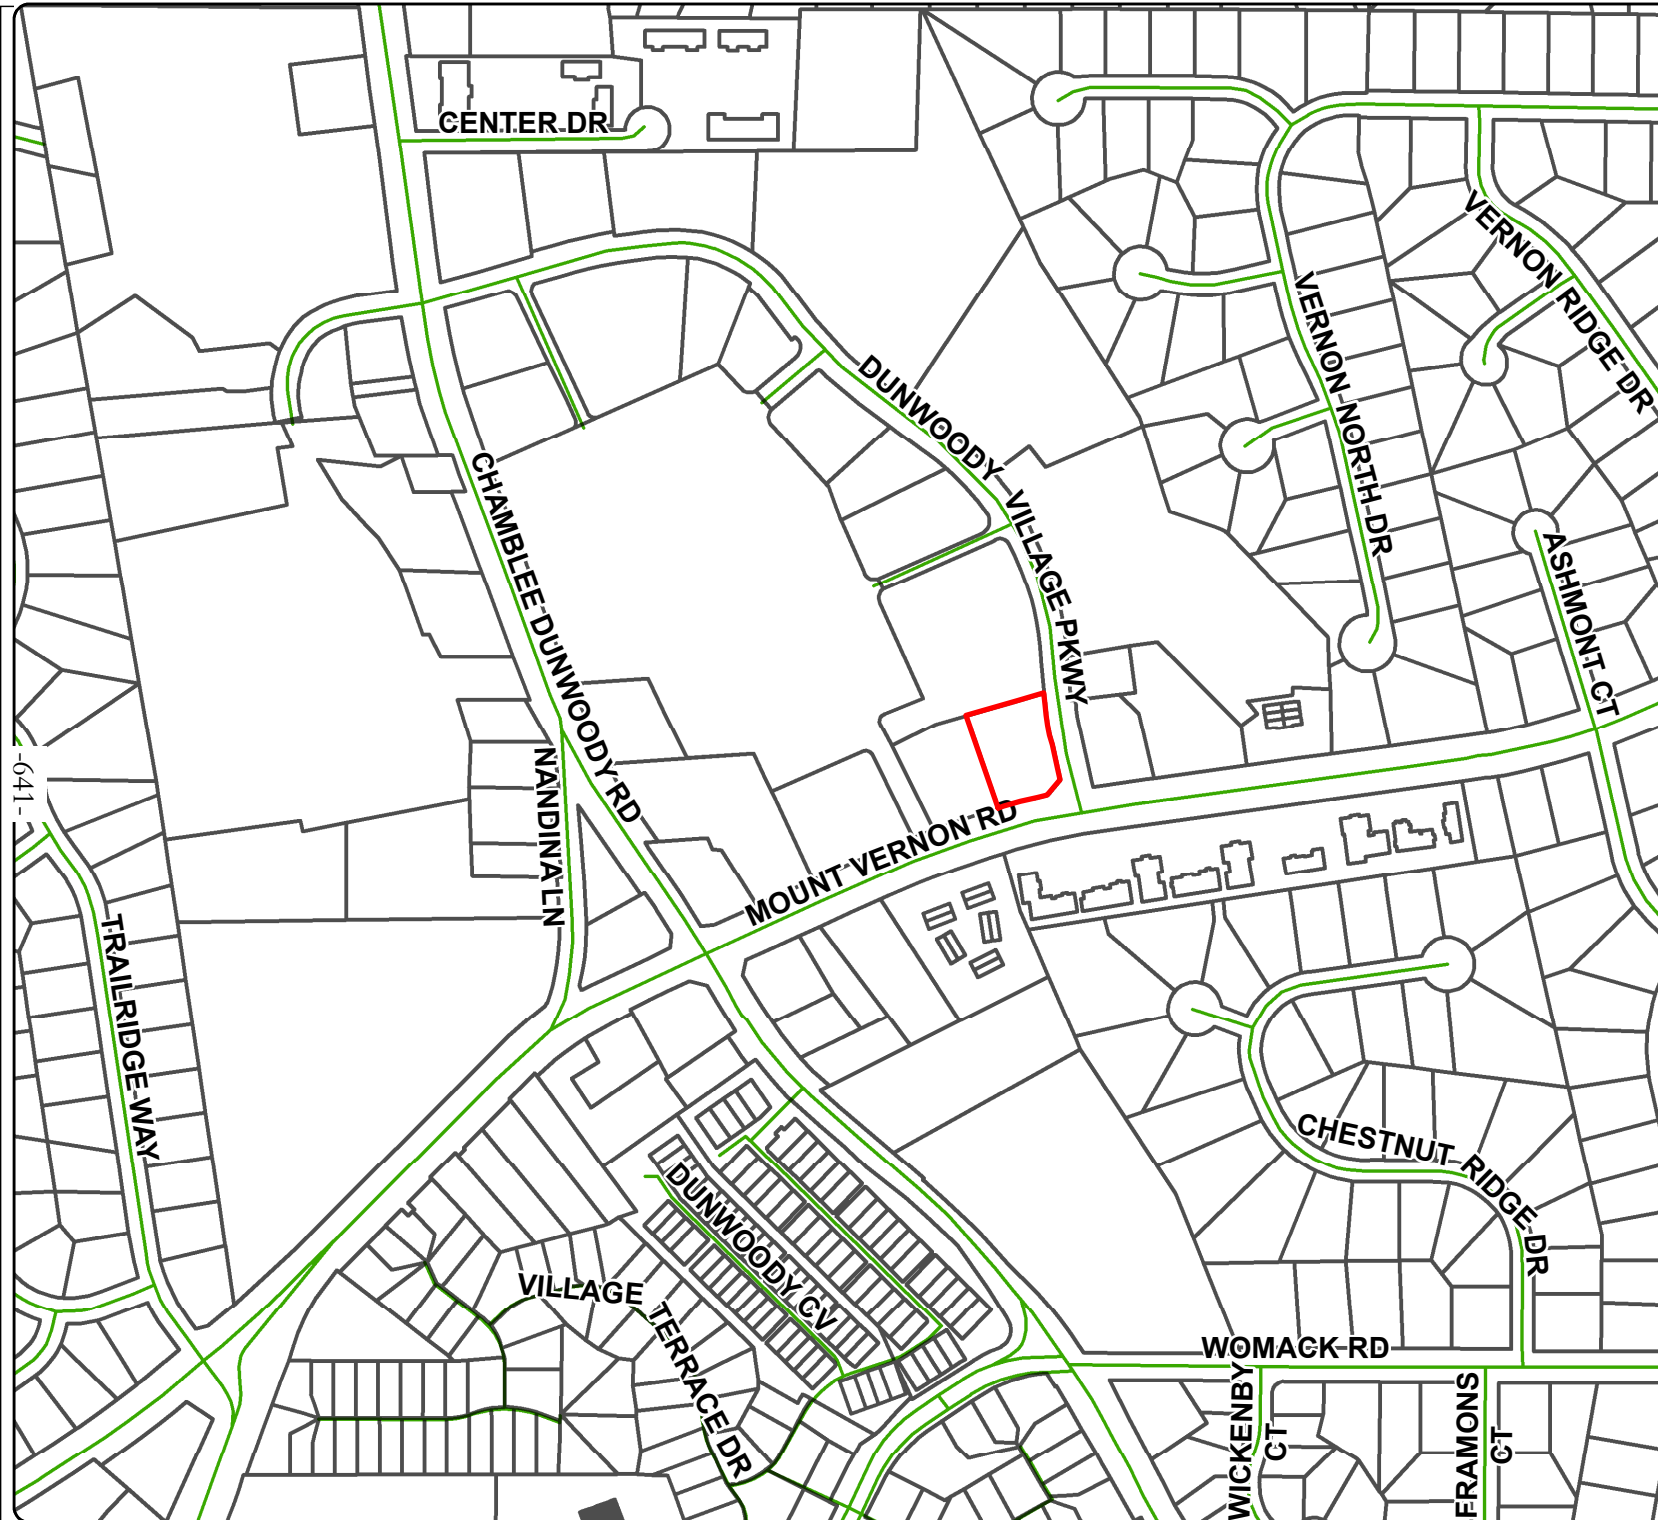 CENTER DR
VERNON RIDGE DR
VERNON NORTH DR
DUNWOODY VILLAGE PKWY
CHAMBLEE DUNWOODY RD
ASHMONT CT
-641-
NANDINA LN
MOUNT VERNON RD
TRAILRIDGE WAY
CHESTNUT RIDGE DR
DUNWOODY CV
VILLAGE TERRACE DR
WOMACK RD
WICKENBY
CT
FRAMONS
CT